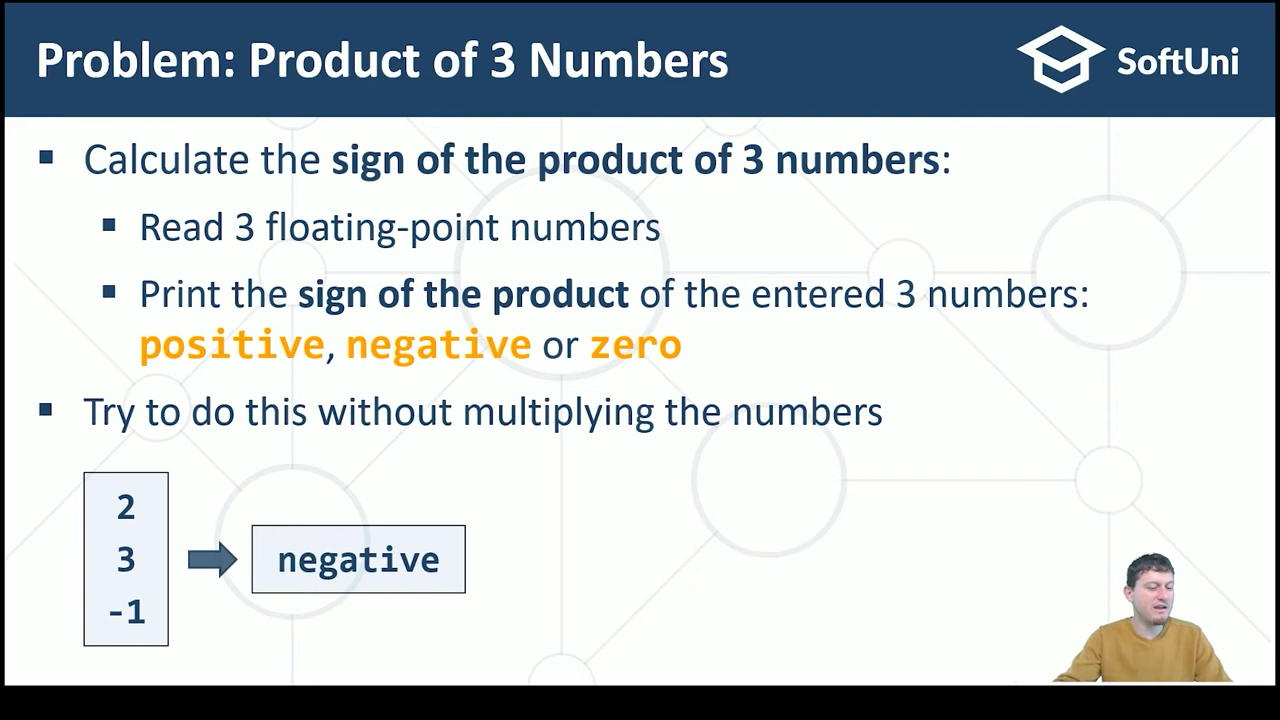 Problem: Product of 3 Numbers
SoftUni
▪ Calculate the sign of the product of 3 numbers:
▪ Read 3 floating-point numbers
▪ Print the sign of the product of the entered 3 numbers:
positive, negative or zero
▪ Try to do this without multiplying the numbers
2
3
-1
negative